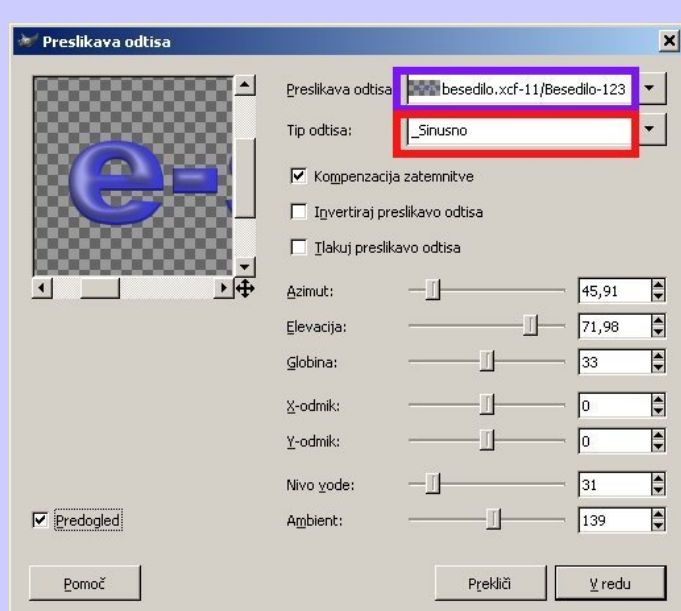 Preslikava odtisa
e-
Preslikava odtisa: besedilo.xcf-11/Besedilo-123
Tip odtisa: _Sinusno
Kompenzacija zatemnitve
Invertiraj preslikavo odtisa
Tlakuj preslikavo odtisa
Azimut: 45,91
Elevacija: 71,98
Globina: 33
X-odmik: 0
Y-odmik: 0
Nivo vode: 31
Predogled
Ambient: 139
Pomoč
Prekliči
V redu